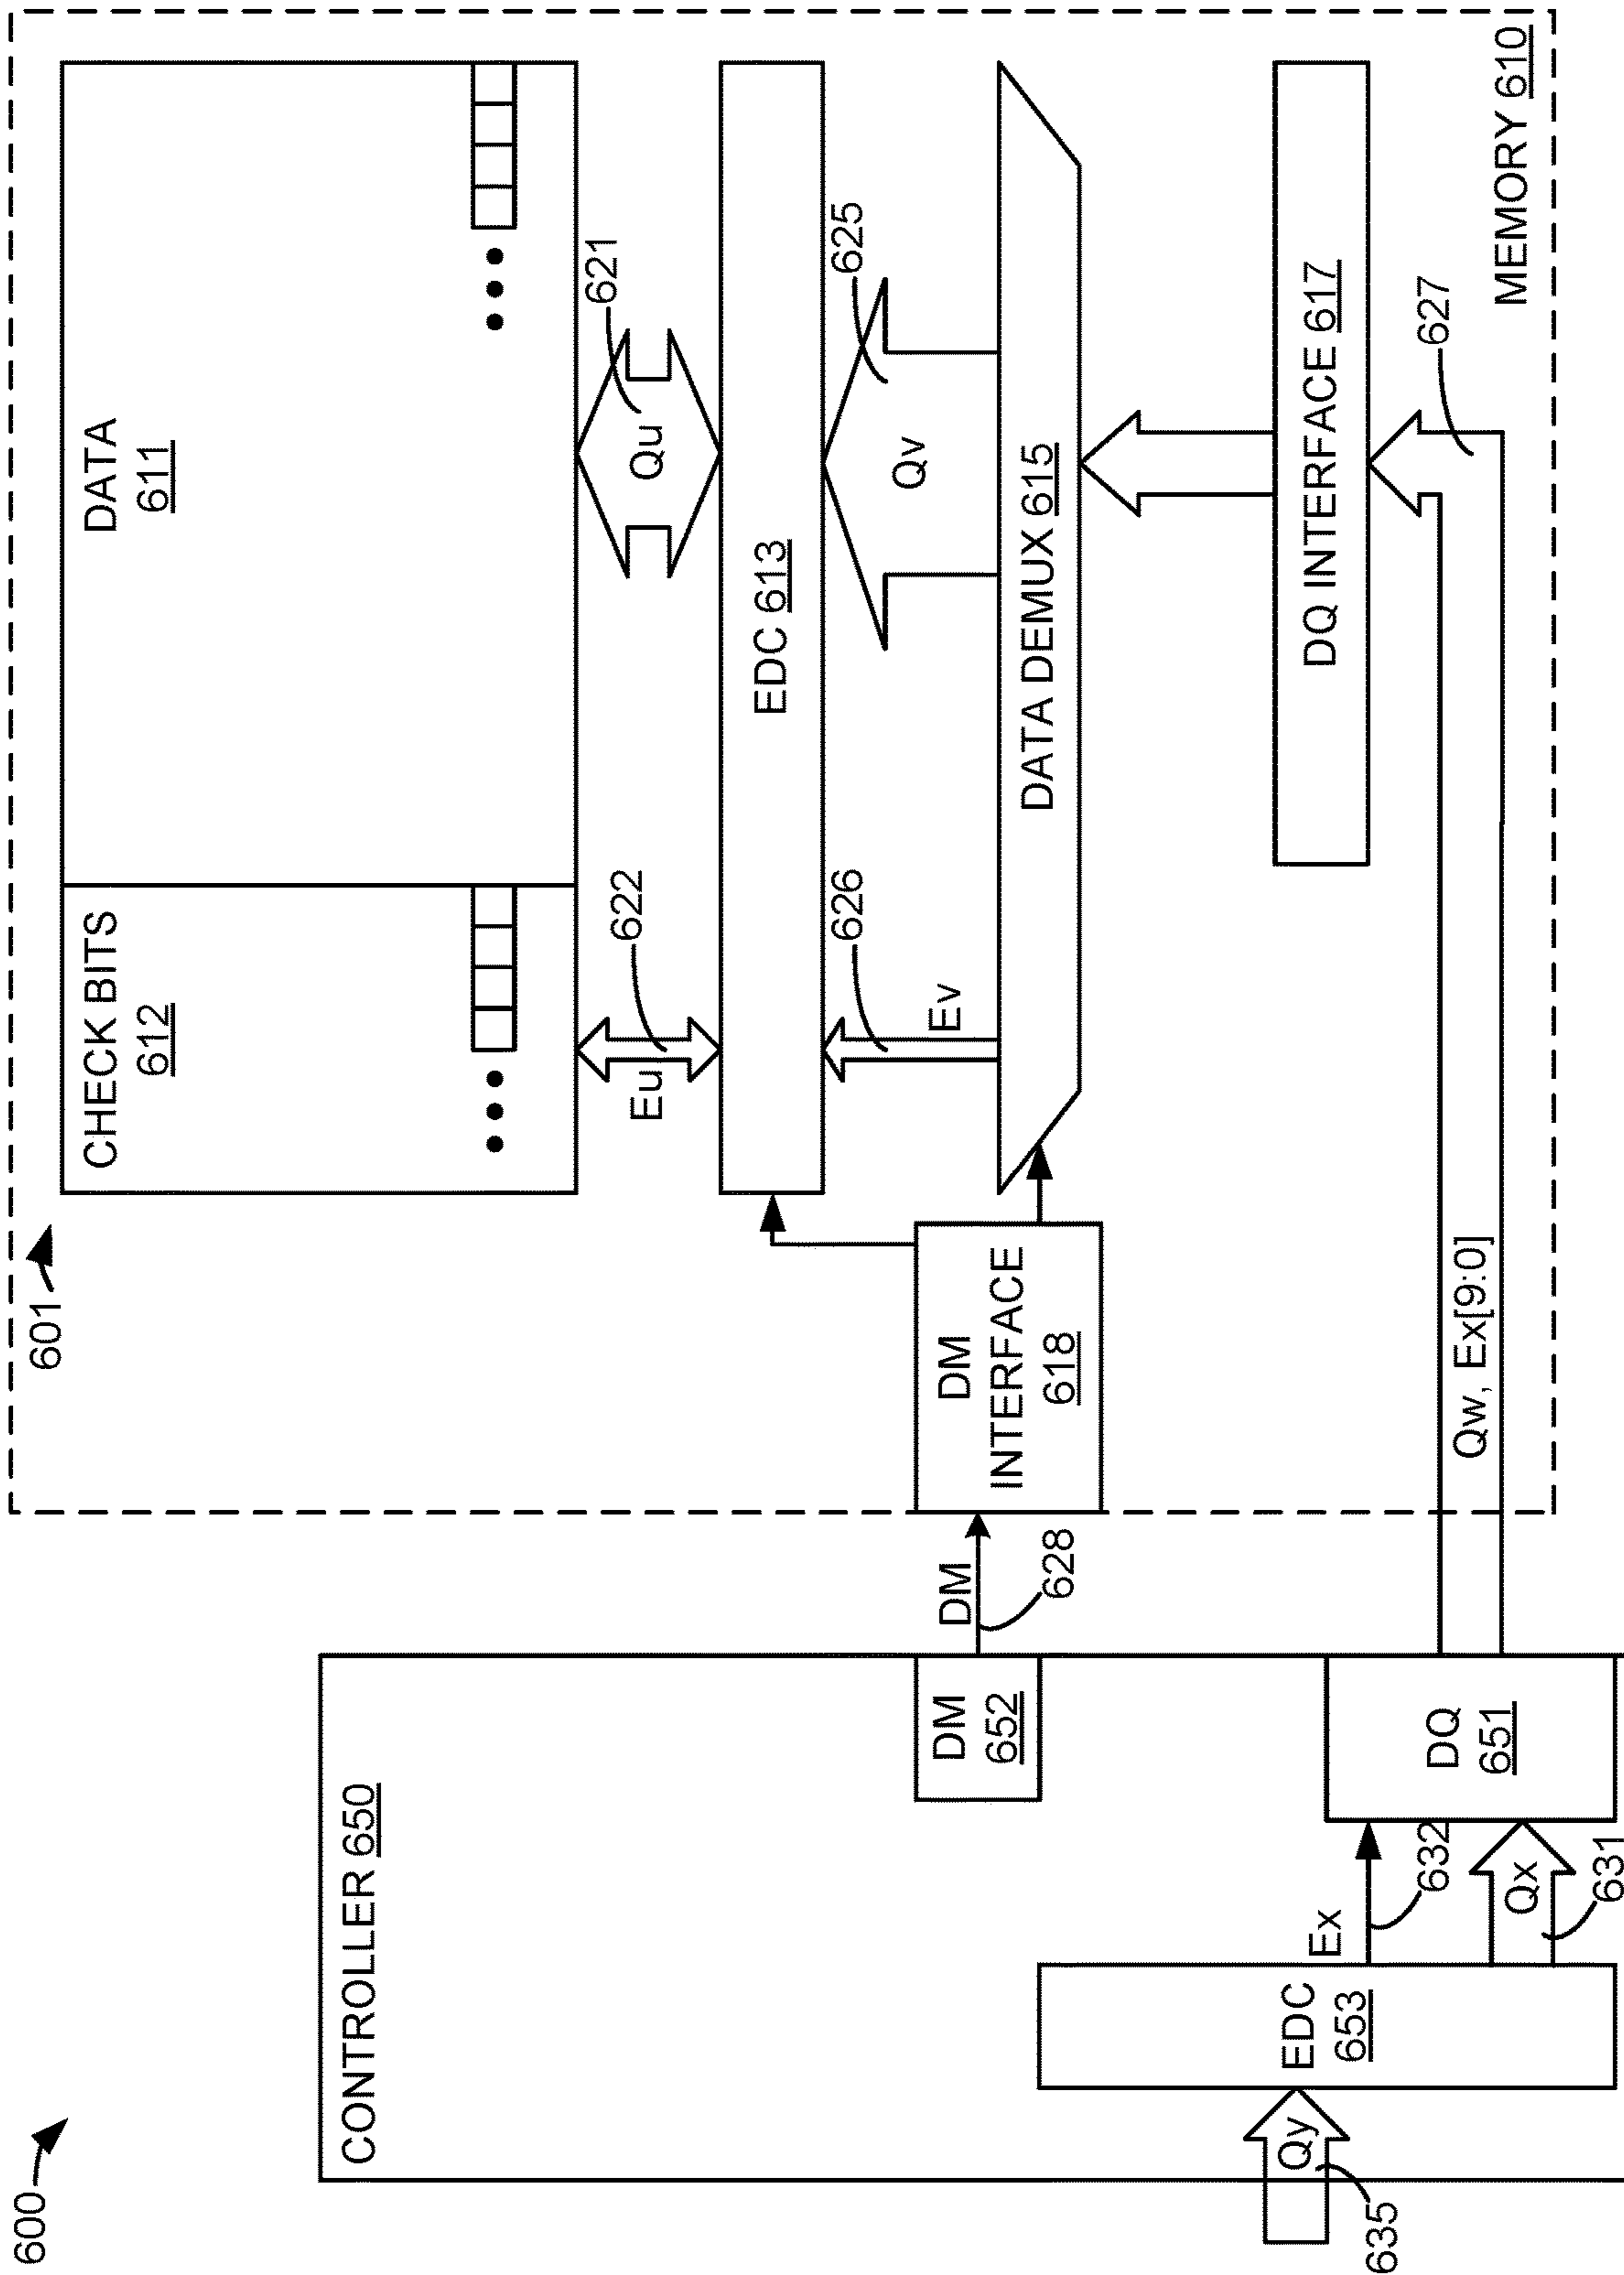 600
601
CHECK BITS
612
DATA
611
Eu
622
Qu
621
EDC 613
626
Ev
625
Qv
DATA DEMUX 615
DM
INTERFACE
618
DQ INTERFACE 617
627
MEMORY 610
Qw, Ex[9:0]
CONTROLLER 650
DM
652
DM
628
Qy
635
EDC
653
Ex
632
Qx
631
DQ
651